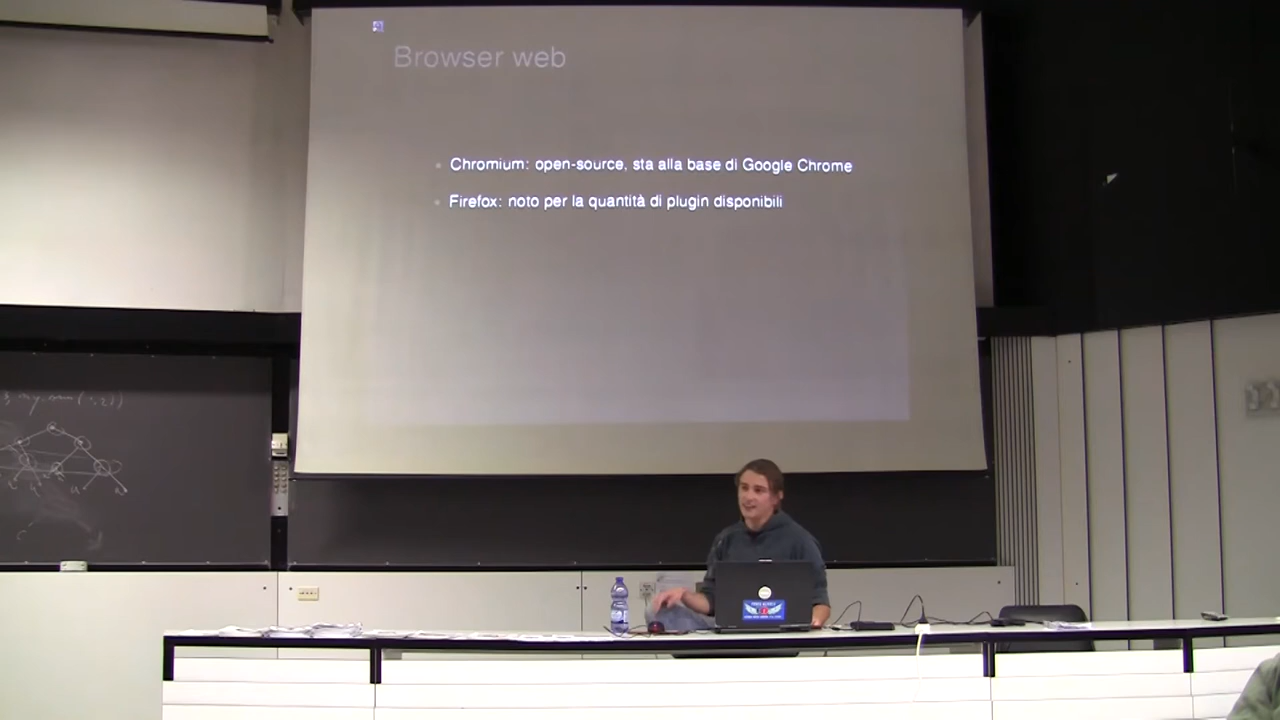 Browser web
Chromium: open-source, sta alla base di Google Chrome
Firefox: noto per la quantità di plugin disponibili